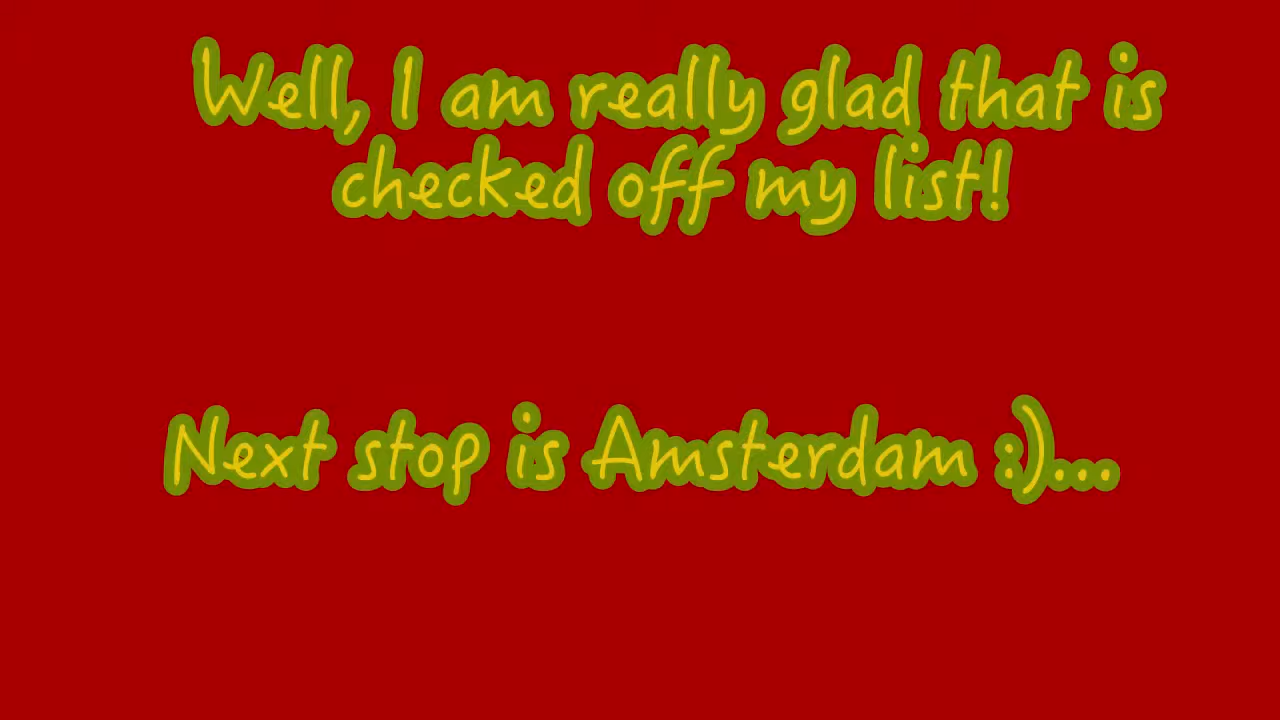 Well, I am really glad that is
checked off my list!
Next stop is Amsterdam :)...